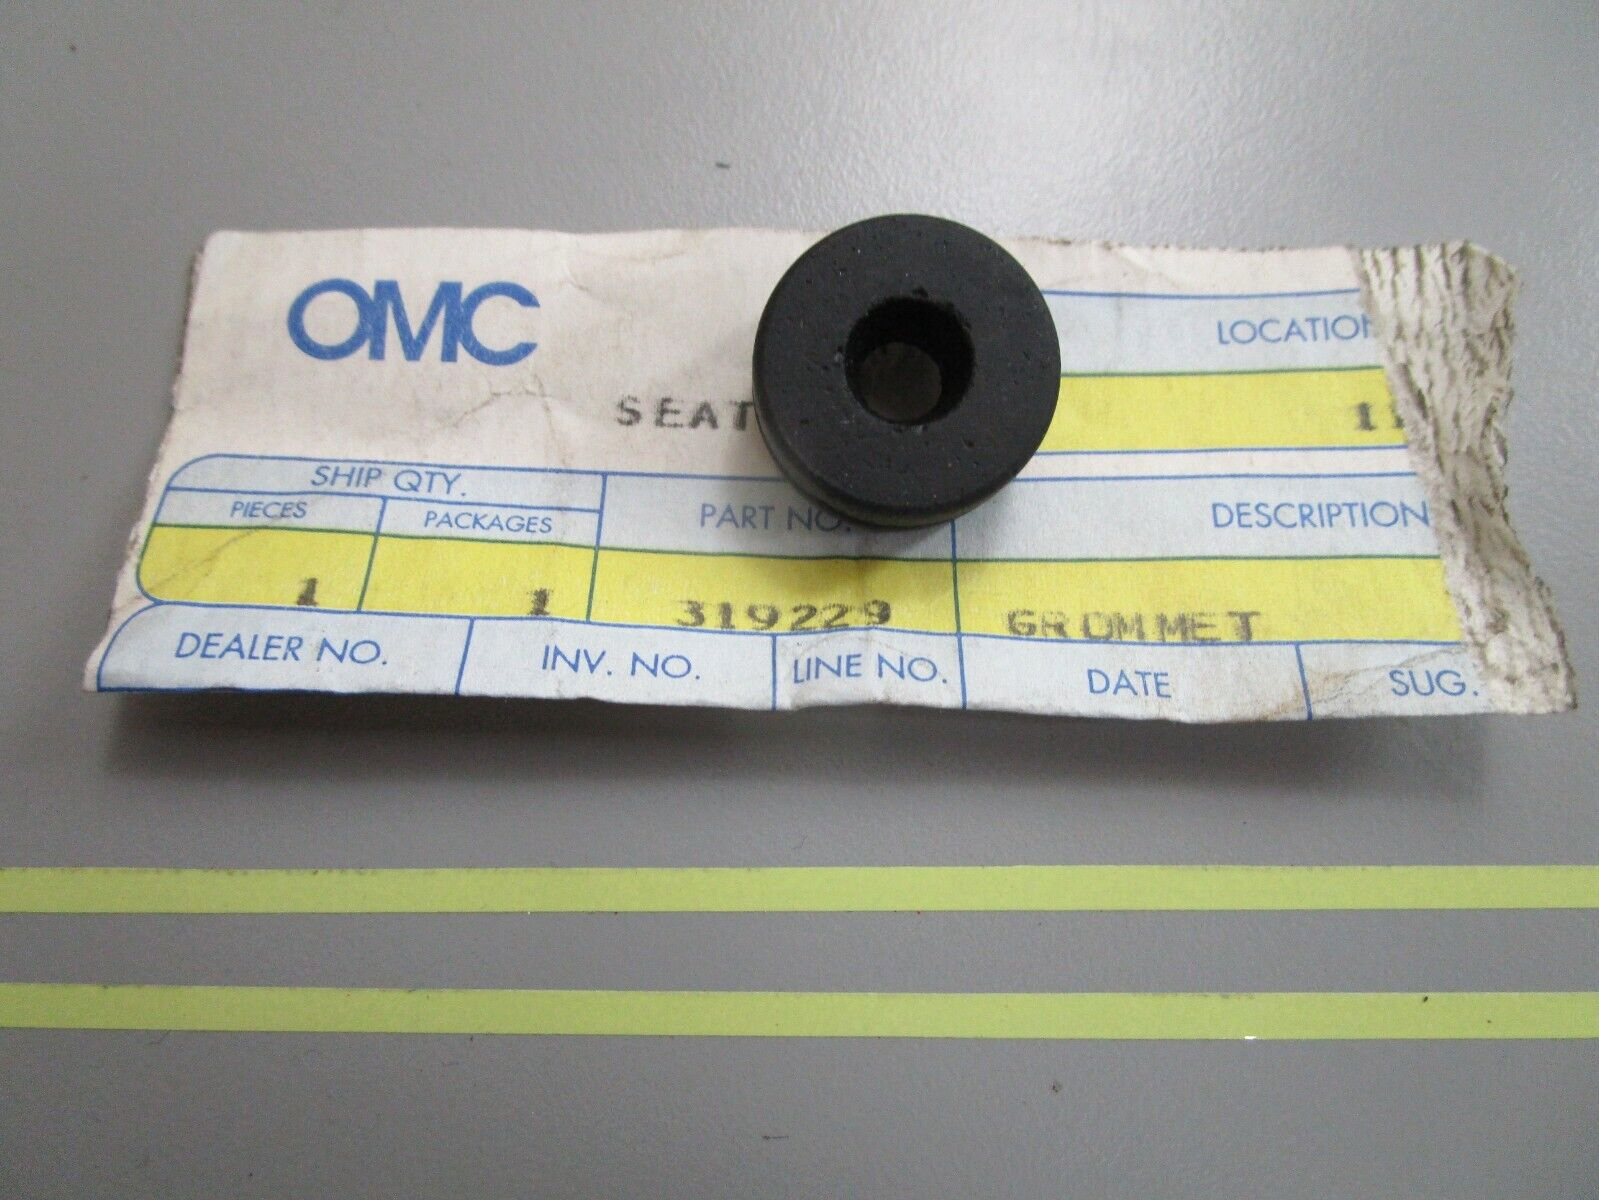 OMC
LOCATION
SEAT
SHIP QTY.
PIECES PACKAGES PART NO. DESCRIPTION
1 1 319229 GROMMET
DEALER NO. INV. NO. LINE NO. DATE SUG.